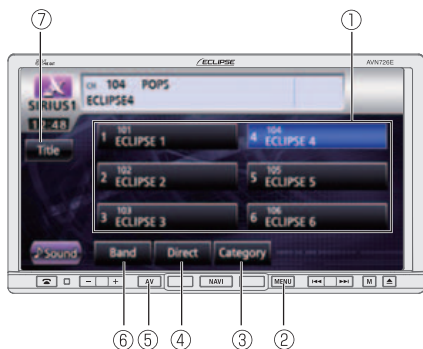 ⑦ ①
ECLIPSE AVN726E
CH 104 POPS
SIRIUS1 ECLIPSE4
12:48
Title
1 101 ECLIPSE 1
4 104 ECLIPSE 4
2 102 ECLIPSE 2
5 105 ECLIPSE 5
3 103 ECLIPSE 3
6 106 ECLIPSE 6
Sound Band Direct Category
− + AV NAVI MENU M
⑥ ⑤ ④ ③ ②